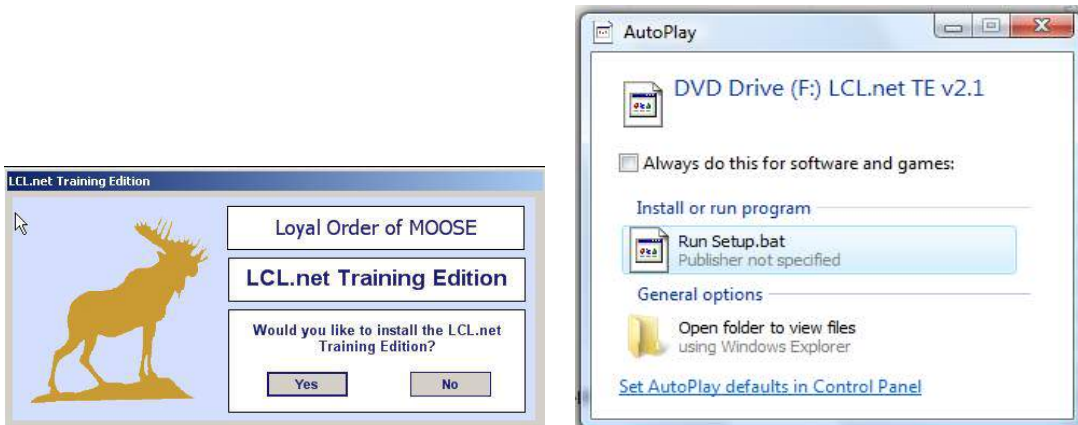 LCL.net Training Edition
Loyal Order of MOOSE
LCL.net Training Edition
Would you like to install the LCL.net
Training Edition?
Yes
No
AutoPlay
DVD Drive (F:) LCL.net TE v2.1
Always do this for software and games:
Install or run program
Run Setup.bat
Publisher not specified
General options
Open folder to view files
using Windows Explorer
Set AutoPlay defaults in Control Panel